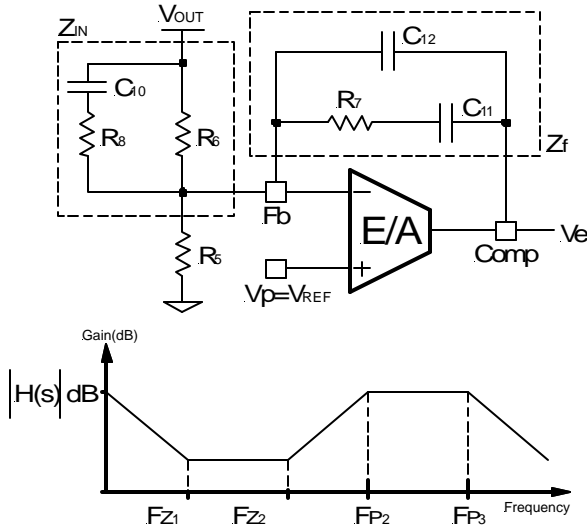 VOUT
ZIN
C12
C10
R7
C11
R8
R6
Zf
Fb
E/A
Ve
R5
Comp
Vp=VREF
Gain(dB)
|H(s)| dB
FZ1 FZ2 FP2 FP3 Frequency